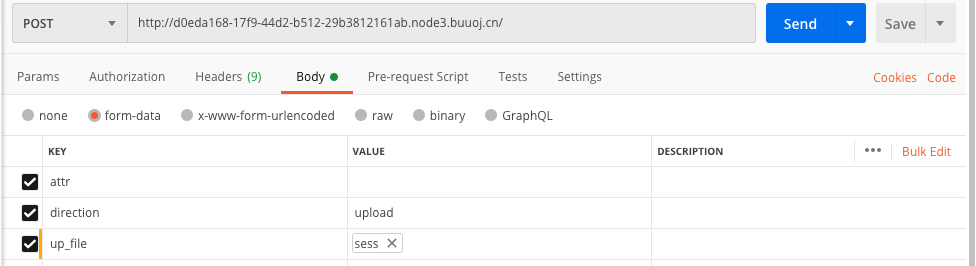 POST http://d0eda168-17f9-44d2-b512-29b3812161ab.node3.buuoj.cn/ Send Save
Params Authorization Headers (9) Body Pre-request Script Tests Settings Cookies Code
none form-data x-www-form-urlencoded raw binary GraphQL
KEY VALUE DESCRIPTION ••• Bulk Edit
attr
direction upload
up_file sess ✕